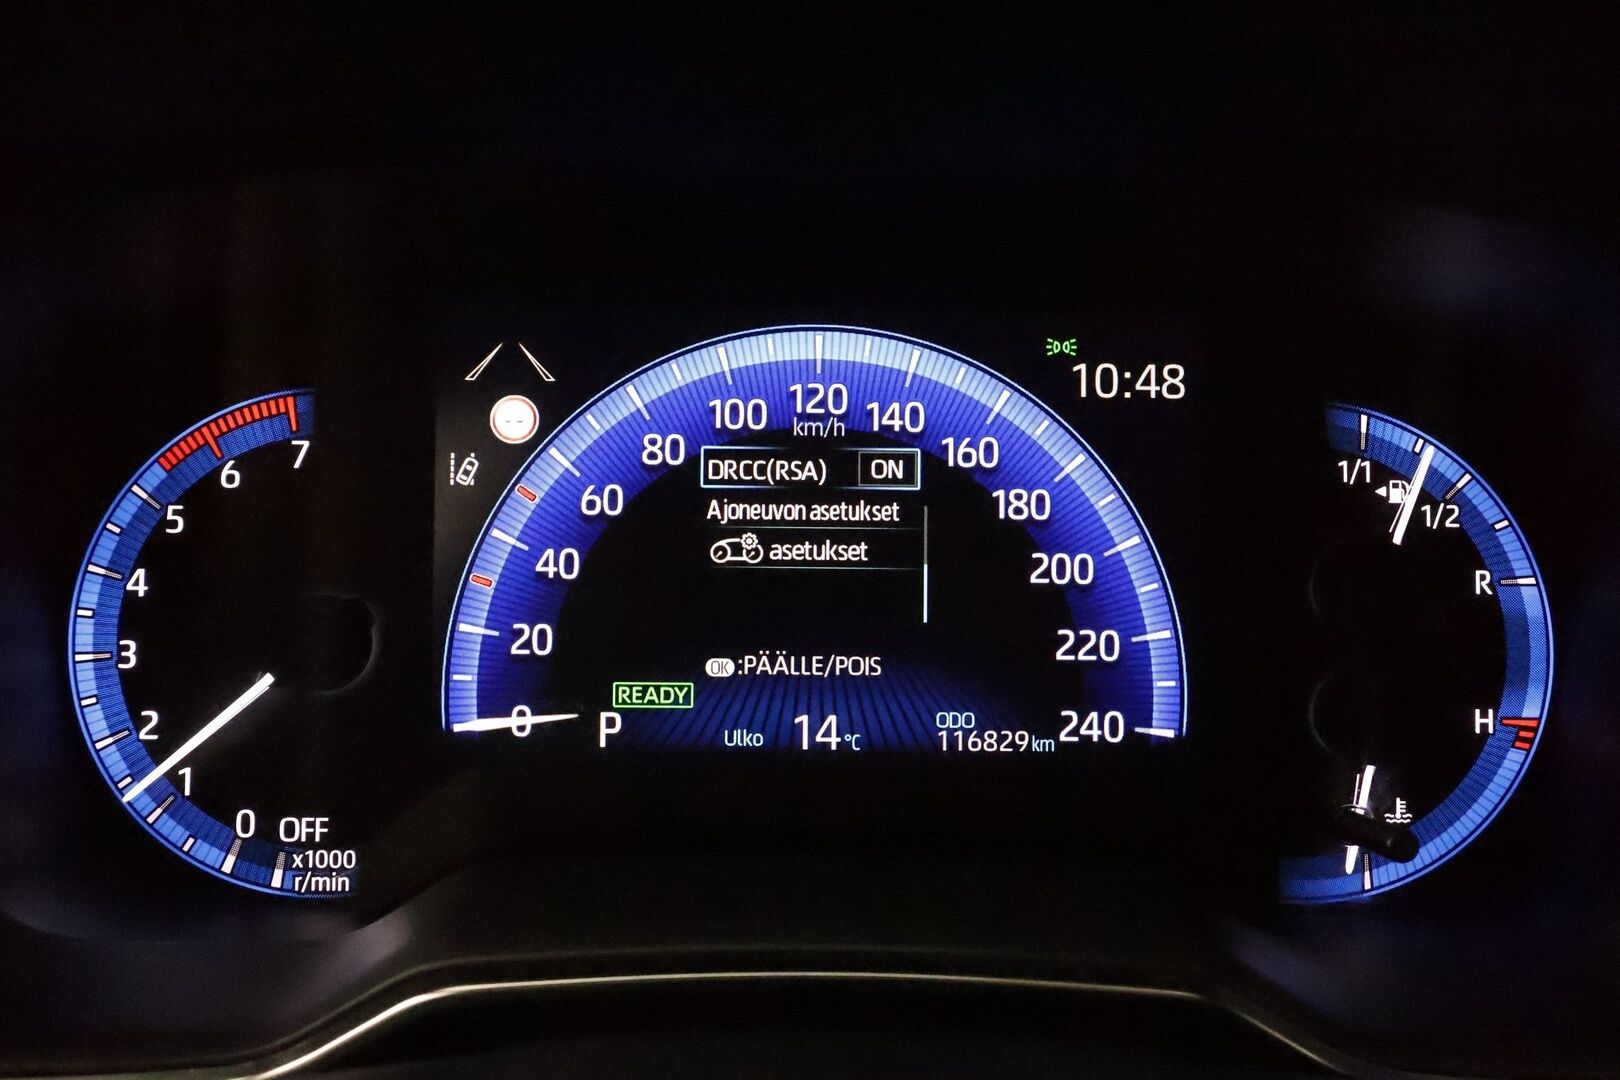 10:48
7
6
5
4
3
2
1
0
OFF
x1000
r/min
0
20
40
60
80
100
120
km/h
140
160
180
200
220
240
DRCC(RSA) ON
Ajoneuvon asetukset
asetukset
OK :PÄÄLLE/POIS
READY
P
Ulko 14°C
ODO
116829 km
--
1/1
1/2
R
H